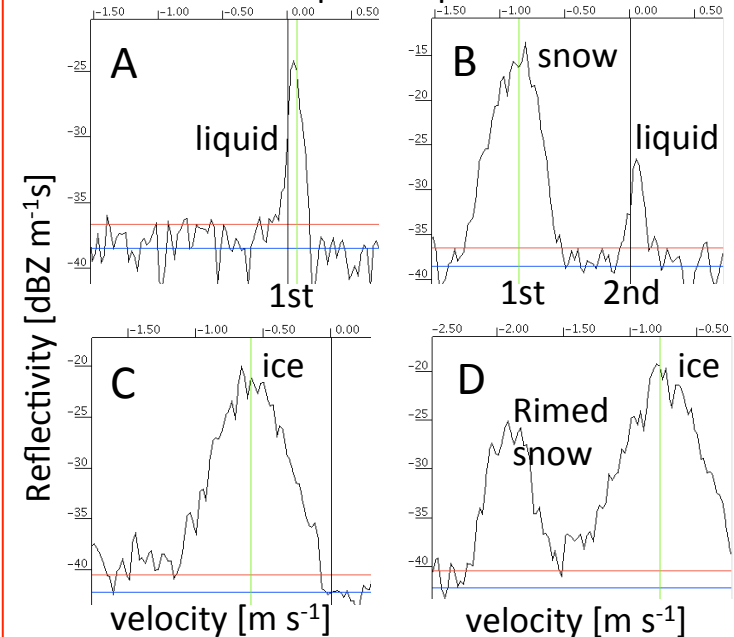 -1.50 -1.00 -0.50 0.00 0.50
-25
-30
-35
-40
A
liquid
1st
-1.50 -1.00 -0.50 0.00 0.50
-15
-20
-25
-30
-35
-40
B
snow
liquid
1st 2nd
Reflectivity [dBZ m⁻¹s]
-1.50 -1.00 -0.50 0.00
-20
-25
-30
-35
-40
C
ice
velocity [m s⁻¹]
-2.50 -2.00 -1.50 -1.00 -0.50
-20
-25
-30
-35
-40
D
ice
Rimed
snow
velocity [m s⁻¹]